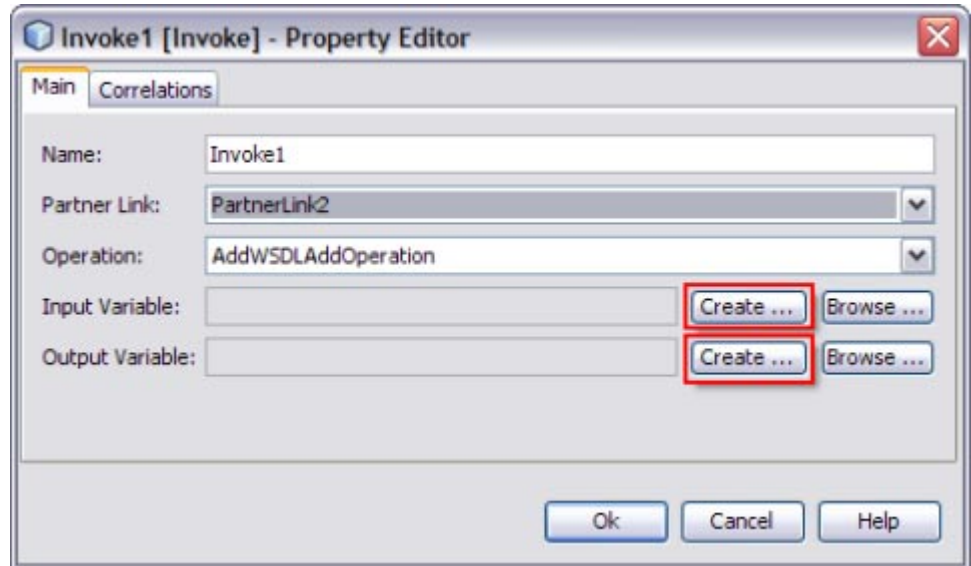 Invoke1 [Invoke] - Property Editor
Main Correlations
Name: Invoke1
Partner Link: PartnerLink2
Operation: AddWSDLAddOperation
Input Variable: Create ... Browse ...
Output Variable: Create ... Browse ...
Ok Cancel Help